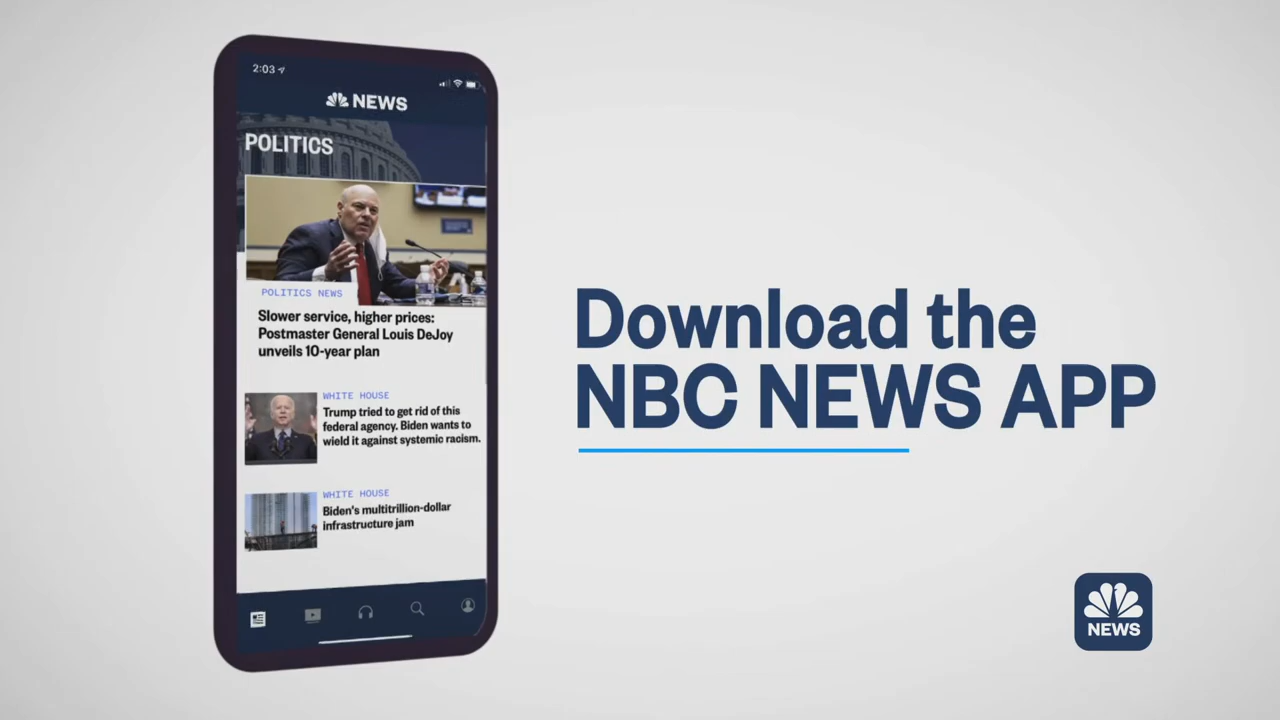 2:03
NEWS
POLITICS
POLITICS NEWS
Slower service, higher prices:
Postmaster General Louis DeJoy
unveils 10-year plan
WHITE HOUSE
Trump tried to get rid of this
federal agency. Biden wants to
wield it against systemic racism.
WHITE HOUSE
Biden's multitrillion-dollar
infrastructure jam
Download the
NBC NEWS APP
NEWS